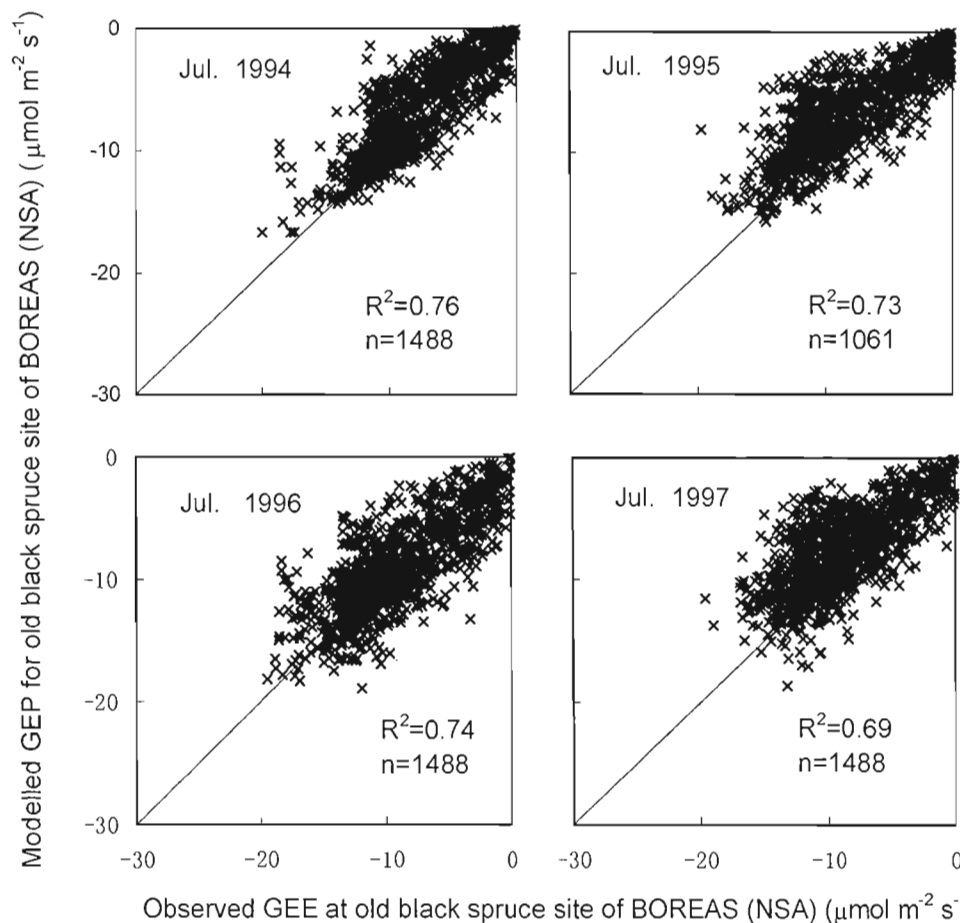 Modelled GEP for old black spruce site of BOREAS (NSA) ( μmol m⁻² s⁻¹)
0
-10
-20
-30
Jul. 1994
R²=0.76
n=1488
Jul. 1995
R²=0.73
n=1061
0
-10
-20
-30
Jul. 1996
R²=0.74
n=1488
Jul. 1997
R²=0.69
n=1488
-30 -20 -10 0 -30 -20 -10 0
Observed GEE at old black spruce site of BOREAS (NSA) (μmol m⁻² s⁻